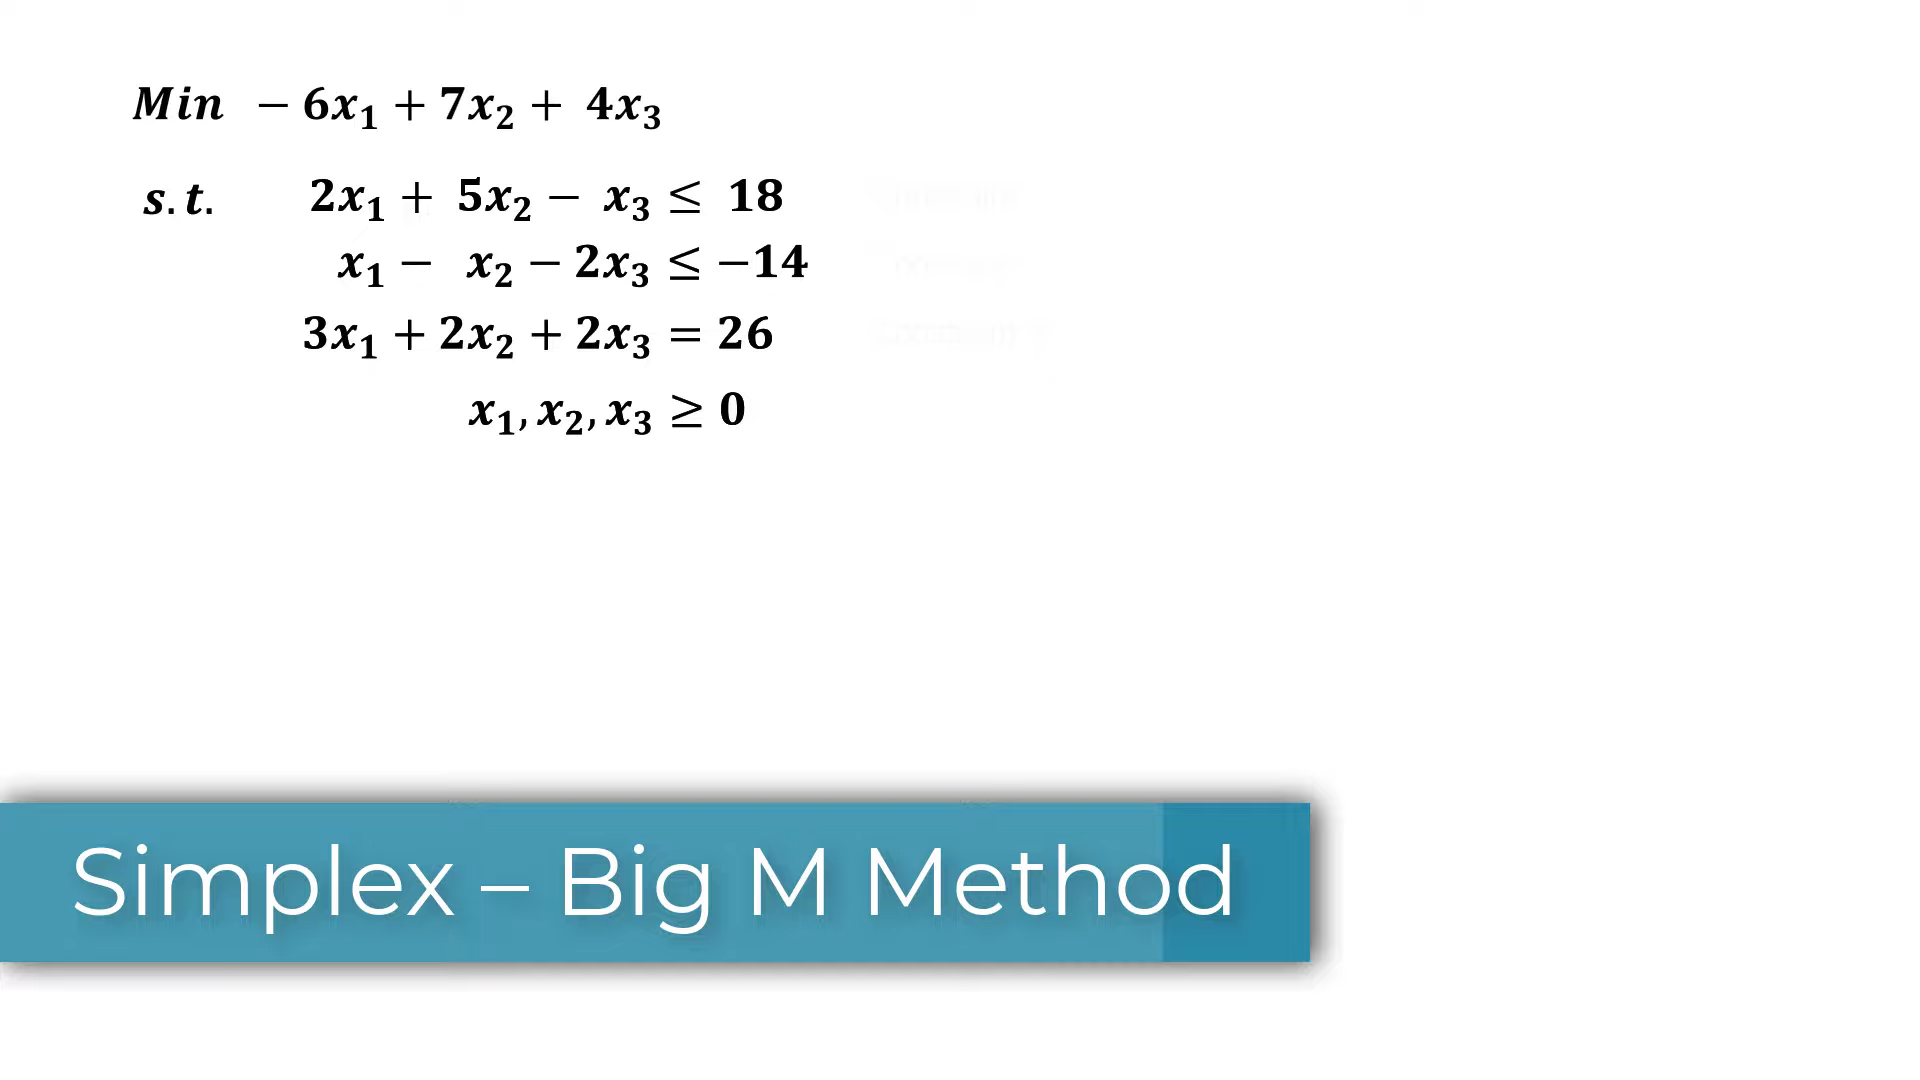 Min − 6x₁ + 7x₂ + 4x₃
s.t. 2x₁ + 5x₂ − x₃ ≤ 18
x₁ − x₂ − 2x₃ ≤ −14
3x₁ + 2x₂ + 2x₃ = 26
x₁, x₂, x₃ ≥ 0
Simplex – Big M Method